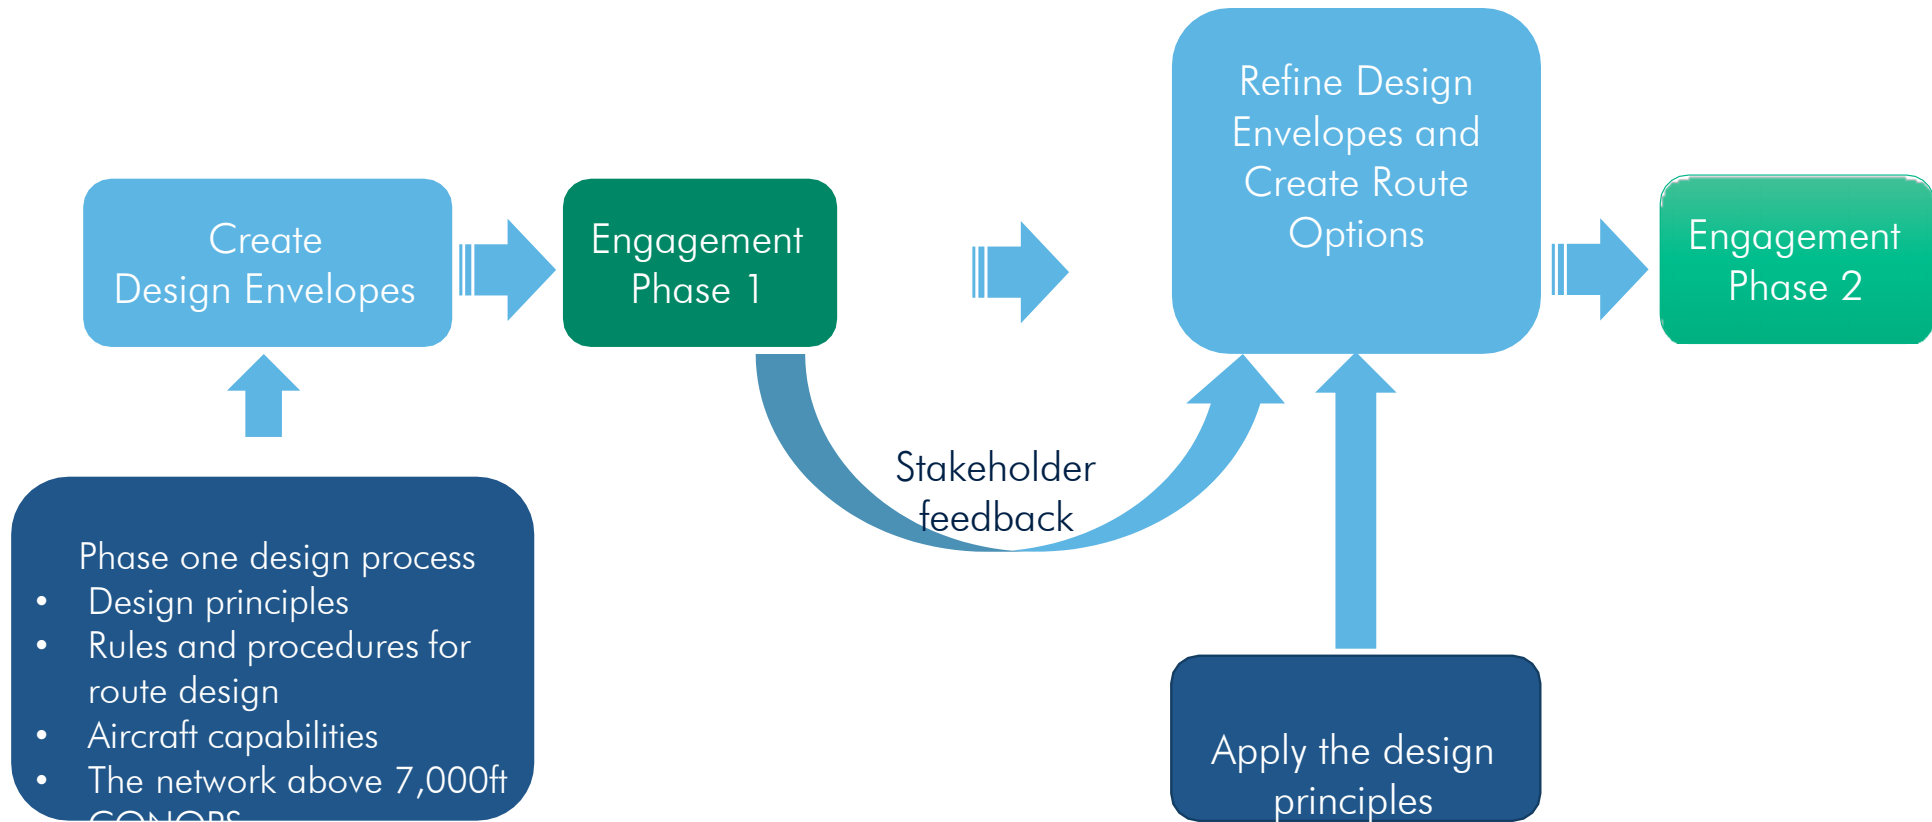 Create
Design Envelopes
Engagement
Phase 1
Refine Design
Envelopes and
Create Route
Options
Engagement
Phase 2
Stakeholder
feedback
Phase one design process
• Design principles
• Rules and procedures for
route design
• Aircraft capabilities
• The network above 7,000ft
CONOPS
Apply the design
principles